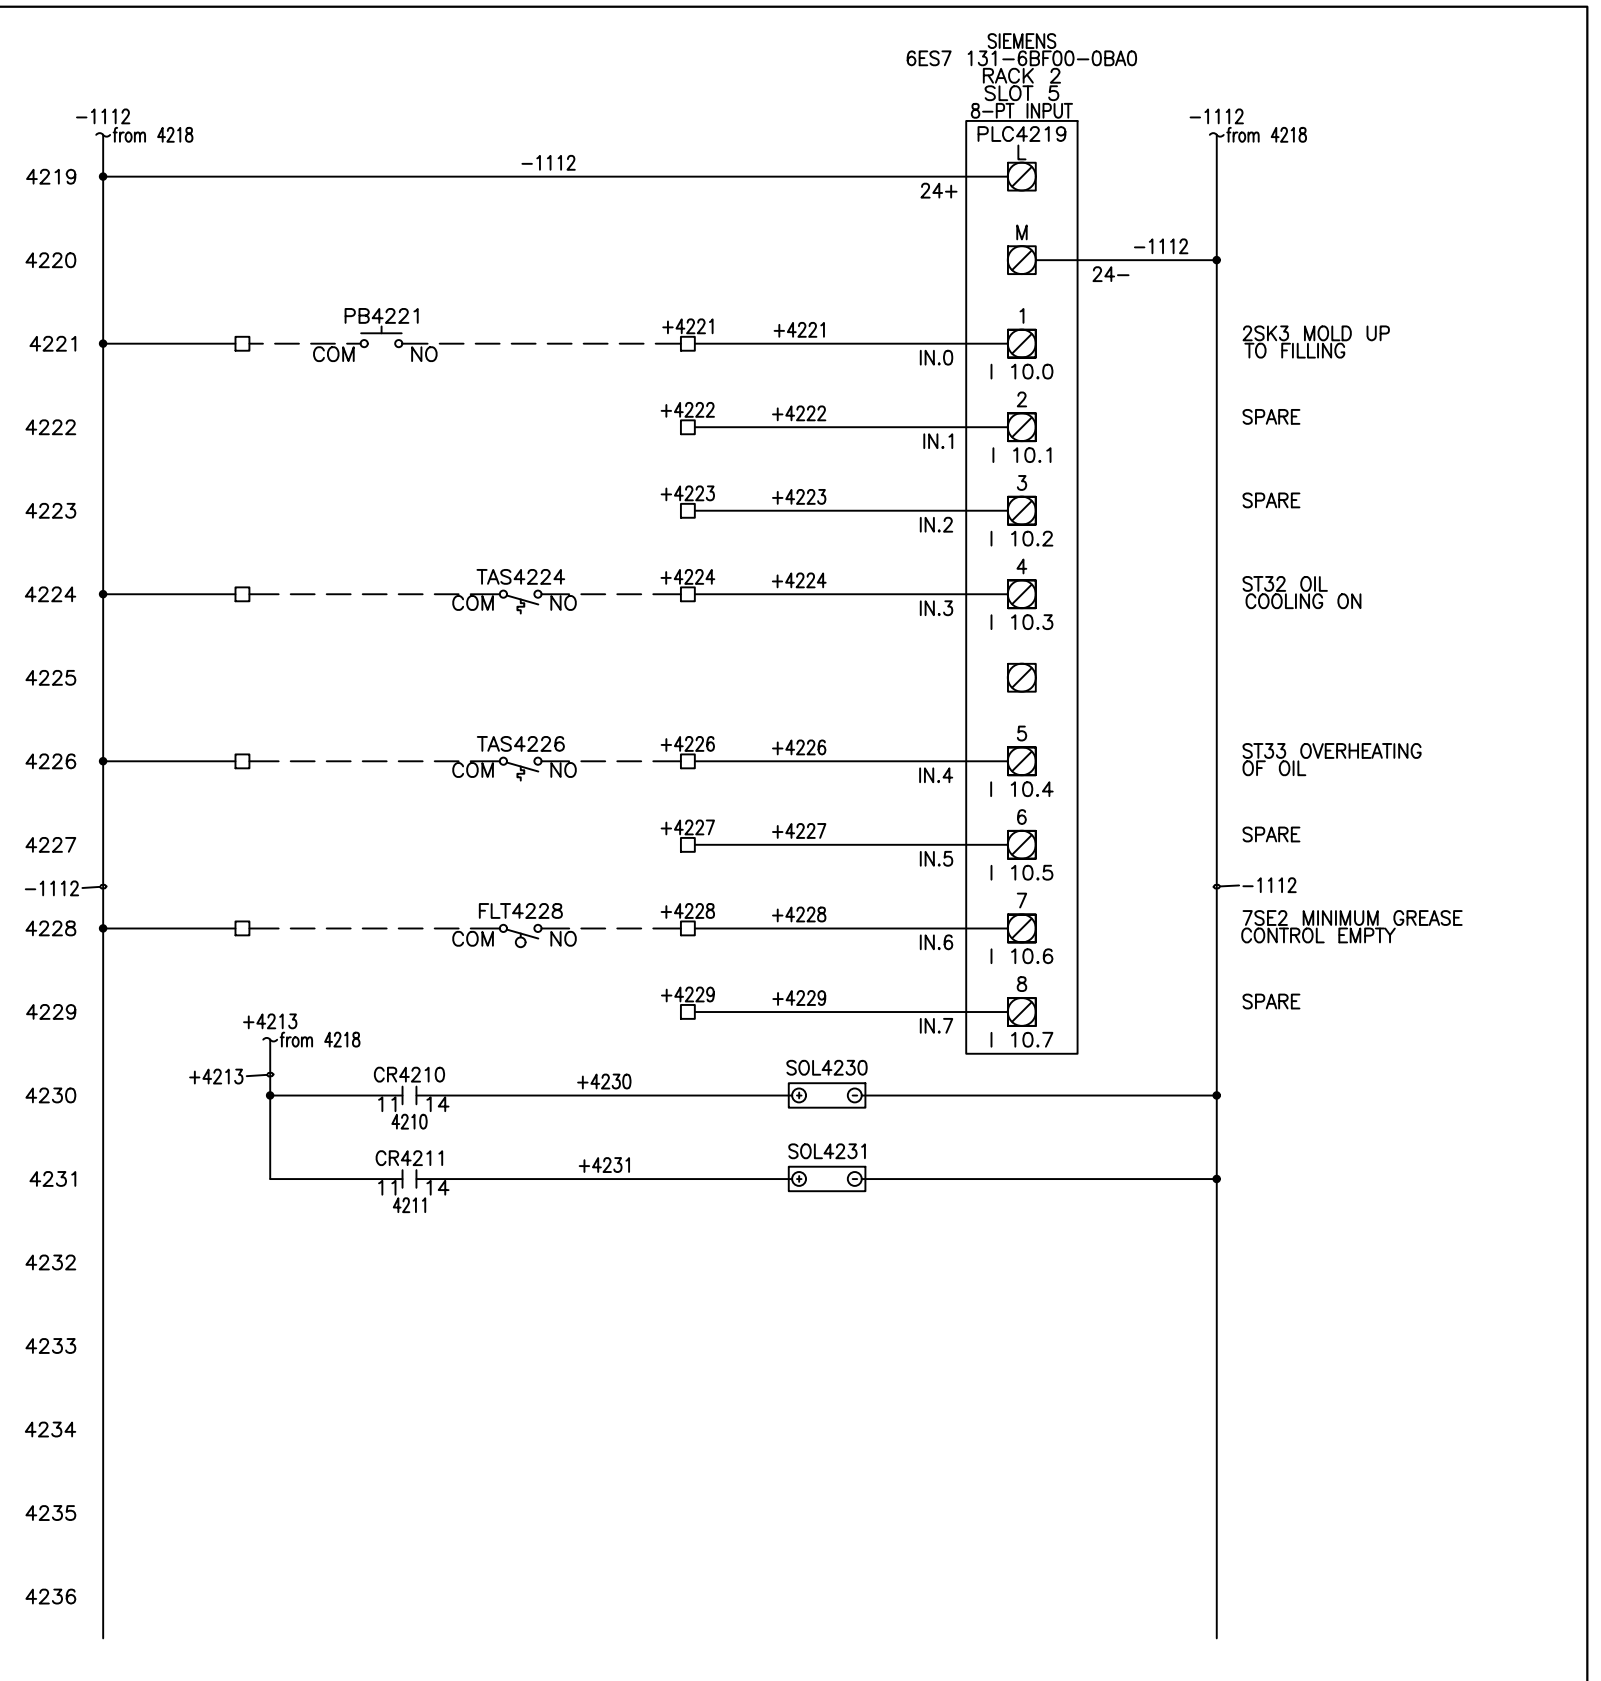 SIEMENS
6ES7 131-6BF00-0BA0
RACK 2
SLOT 5
8-PT INPUT
-1112
from 4218
PLC4219
-1112
from 4218
4219
-1112
L
24+
4220
M
-1112
24-
4221
PB4221
COM
NO
+4221
+4221
IN.0
1
I 10.0
2SK3 MOLD UP
TO FILLING
4222
+4222
+4222
IN.1
2
I 10.1
SPARE
4223
+4223
+4223
IN.2
3
I 10.2
SPARE
4224
TAS4224
COM
NO
+4224
+4224
IN.3
4
I 10.3
ST32 OIL
COOLING ON
4225
4226
TAS4226
COM
NO
+4226
+4226
IN.4
5
I 10.4
ST33 OVERHEATING
OF OIL
4227
+4227
+4227
IN.5
6
I 10.5
SPARE
-1112
-1112
4228
FLT4228
COM
NO
+4228
+4228
IN.6
7
I 10.6
7SE2 MINIMUM GREASE
CONTROL EMPTY
4229
+4229
+4229
IN.7
8
I 10.7
SPARE
+4213
from 4218
+4213
4230
CR4210
11
14
4210
+4230
SOL4230
4231
CR4211
11
14
4211
+4231
SOL4231
4232
4233
4234
4235
4236